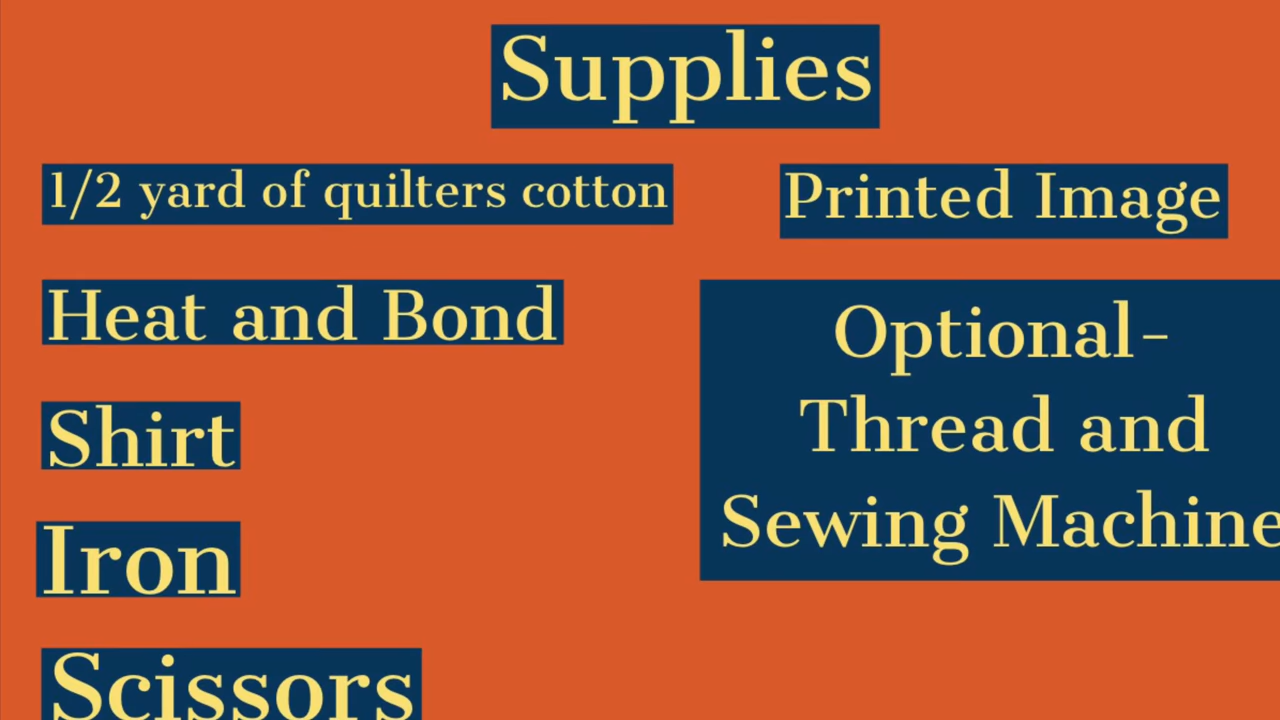 Supplies
1/2 yard of quilters cotton
Heat and Bond
Shirt
Iron
Scissors
Printed Image
Optional-
Thread and
Sewing Machine